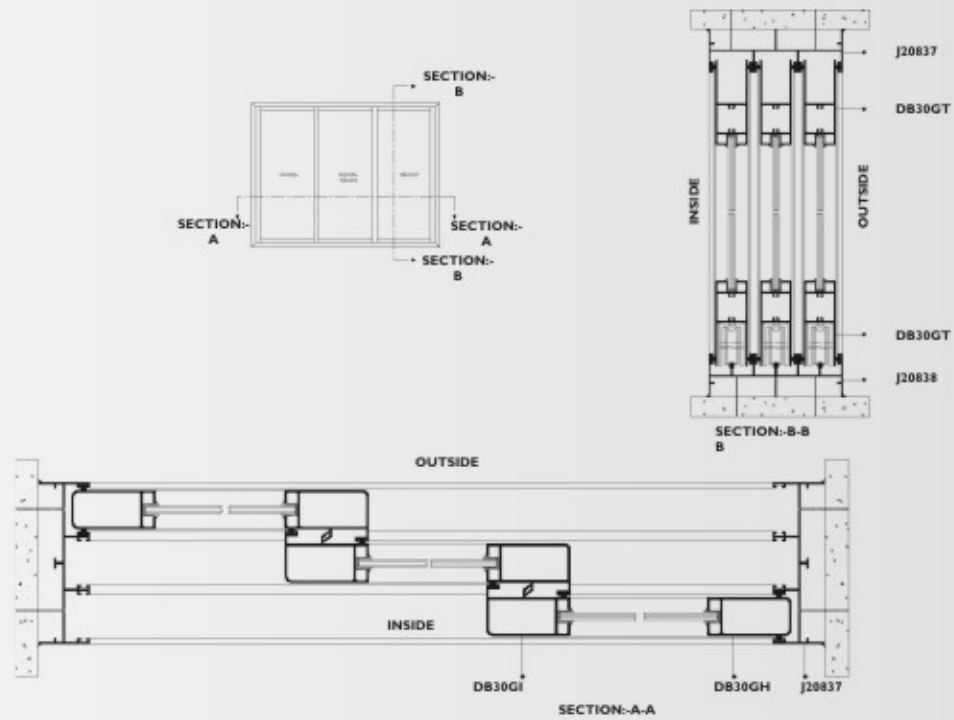 SECTION:-
B
SECTION:-
A
SECTION:-
A
SECTION:-
B
J20837
DB30GT
INSIDE
OUTSIDE
DB30GT
J20838
SECTION:-B-B
B
OUTSIDE
INSIDE
DB30GI
DB30GH
J20837
SECTION:-A-A